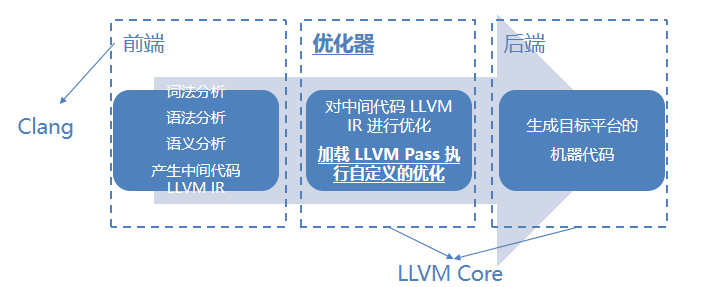 前端
优化器
后端
Clang
词法分析
语法分析
语义分析
产生中间代码
LLVM IR
对中间代码 LLVM
IR 进行优化
加载 LLVM Pass 执
行自定义的优化
生成目标平台的
机器代码
LLVM Core